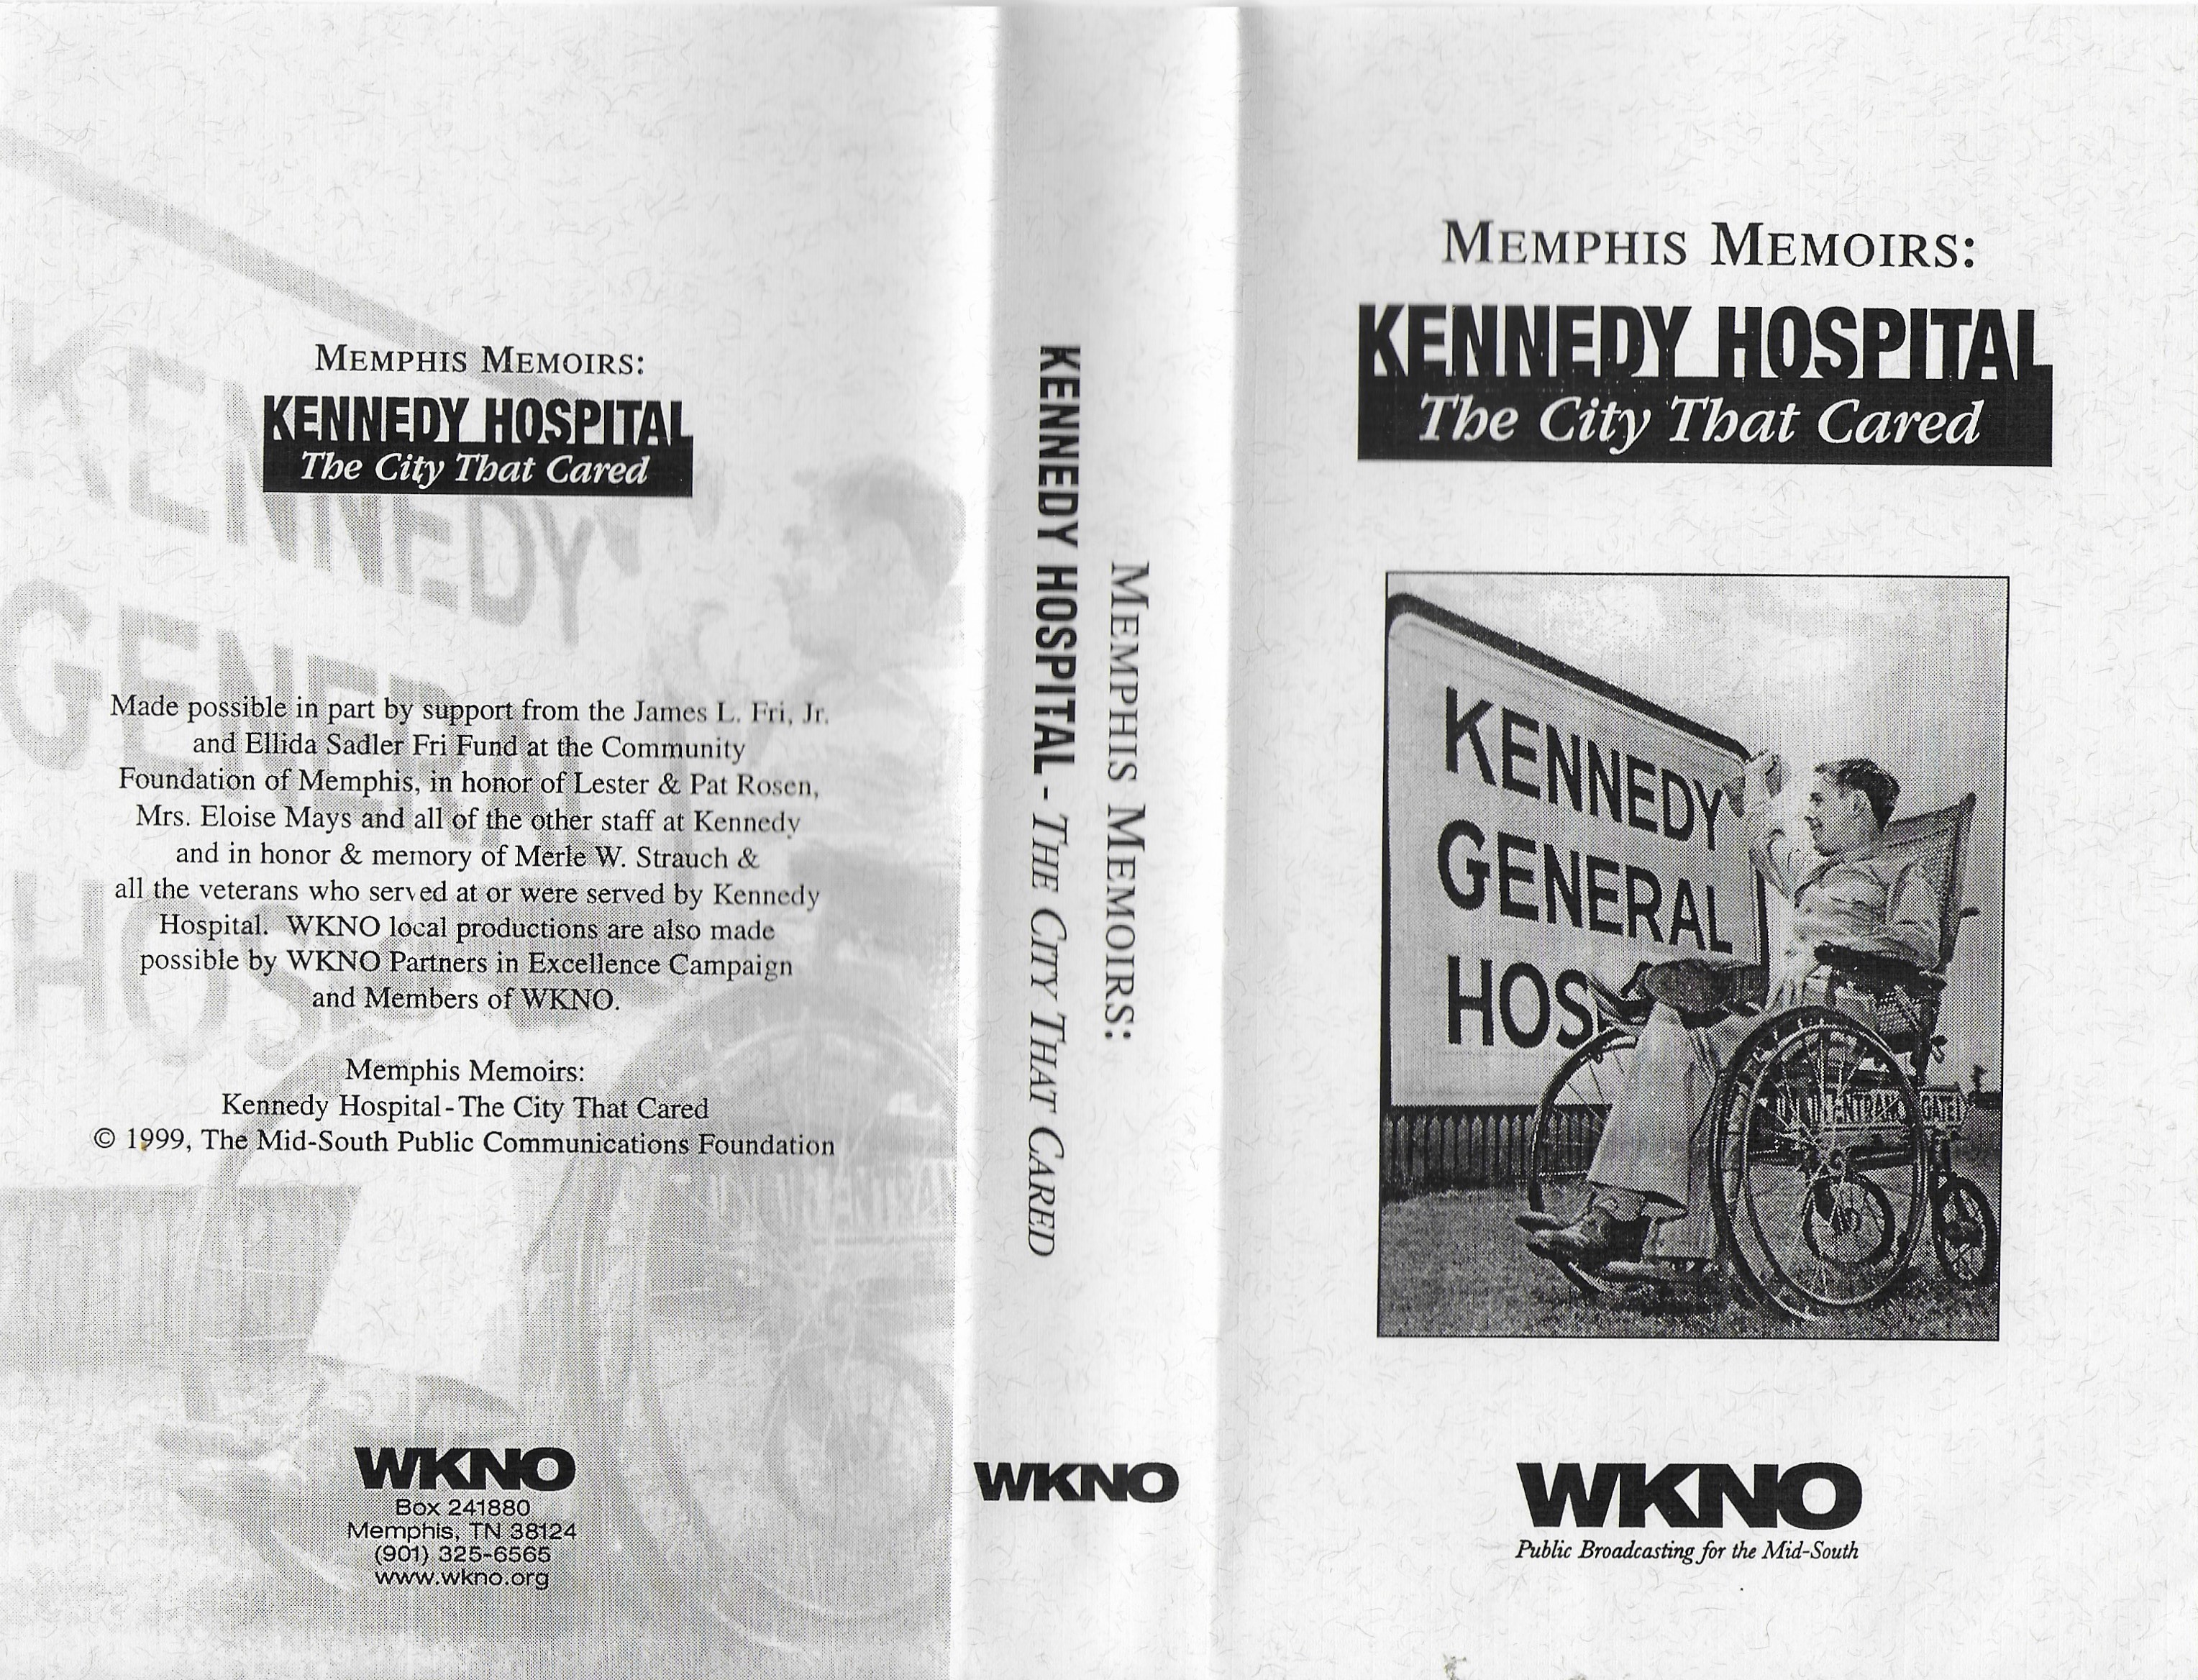 MEMPHIS MEMOIRS:
KENNEDY HOSPITAL
The City That Cared
Made possible in part by support from the James L. Fri, Jr.
and Ellida Sadler Fri Fund at the Community
Foundation of Memphis, in honor of Lester & Pat Rosen,
Mrs. Eloise Mays and all of the other staff at Kennedy
and in honor & memory of Merle W. Strauch &
all the veterans who served at or were served by Kennedy
Hospital. WKNO local productions are also made
possible by WKNO Partners in Excellence Campaign
and Members of WKNO.
Memphis Memoirs:
Kennedy Hospital-The City That Cared
© 1999, The Mid-South Public Communications Foundation
WKNO
Box 241880
Memphis, TN 38124
(901) 325-6565
www.wkno.org
KENNEDY
GENERAL
HOS
MEMPHIS MEMOIRS:
KENNEDY HOSPITAL - THE CITY THAT CARED
WKNO
MEMPHIS MEMOIRS:
KENNEDY HOSPITAL
The City That Cared
KENNEDY
GENERAL
HOS
WKNO
Public Broadcasting for the Mid-South